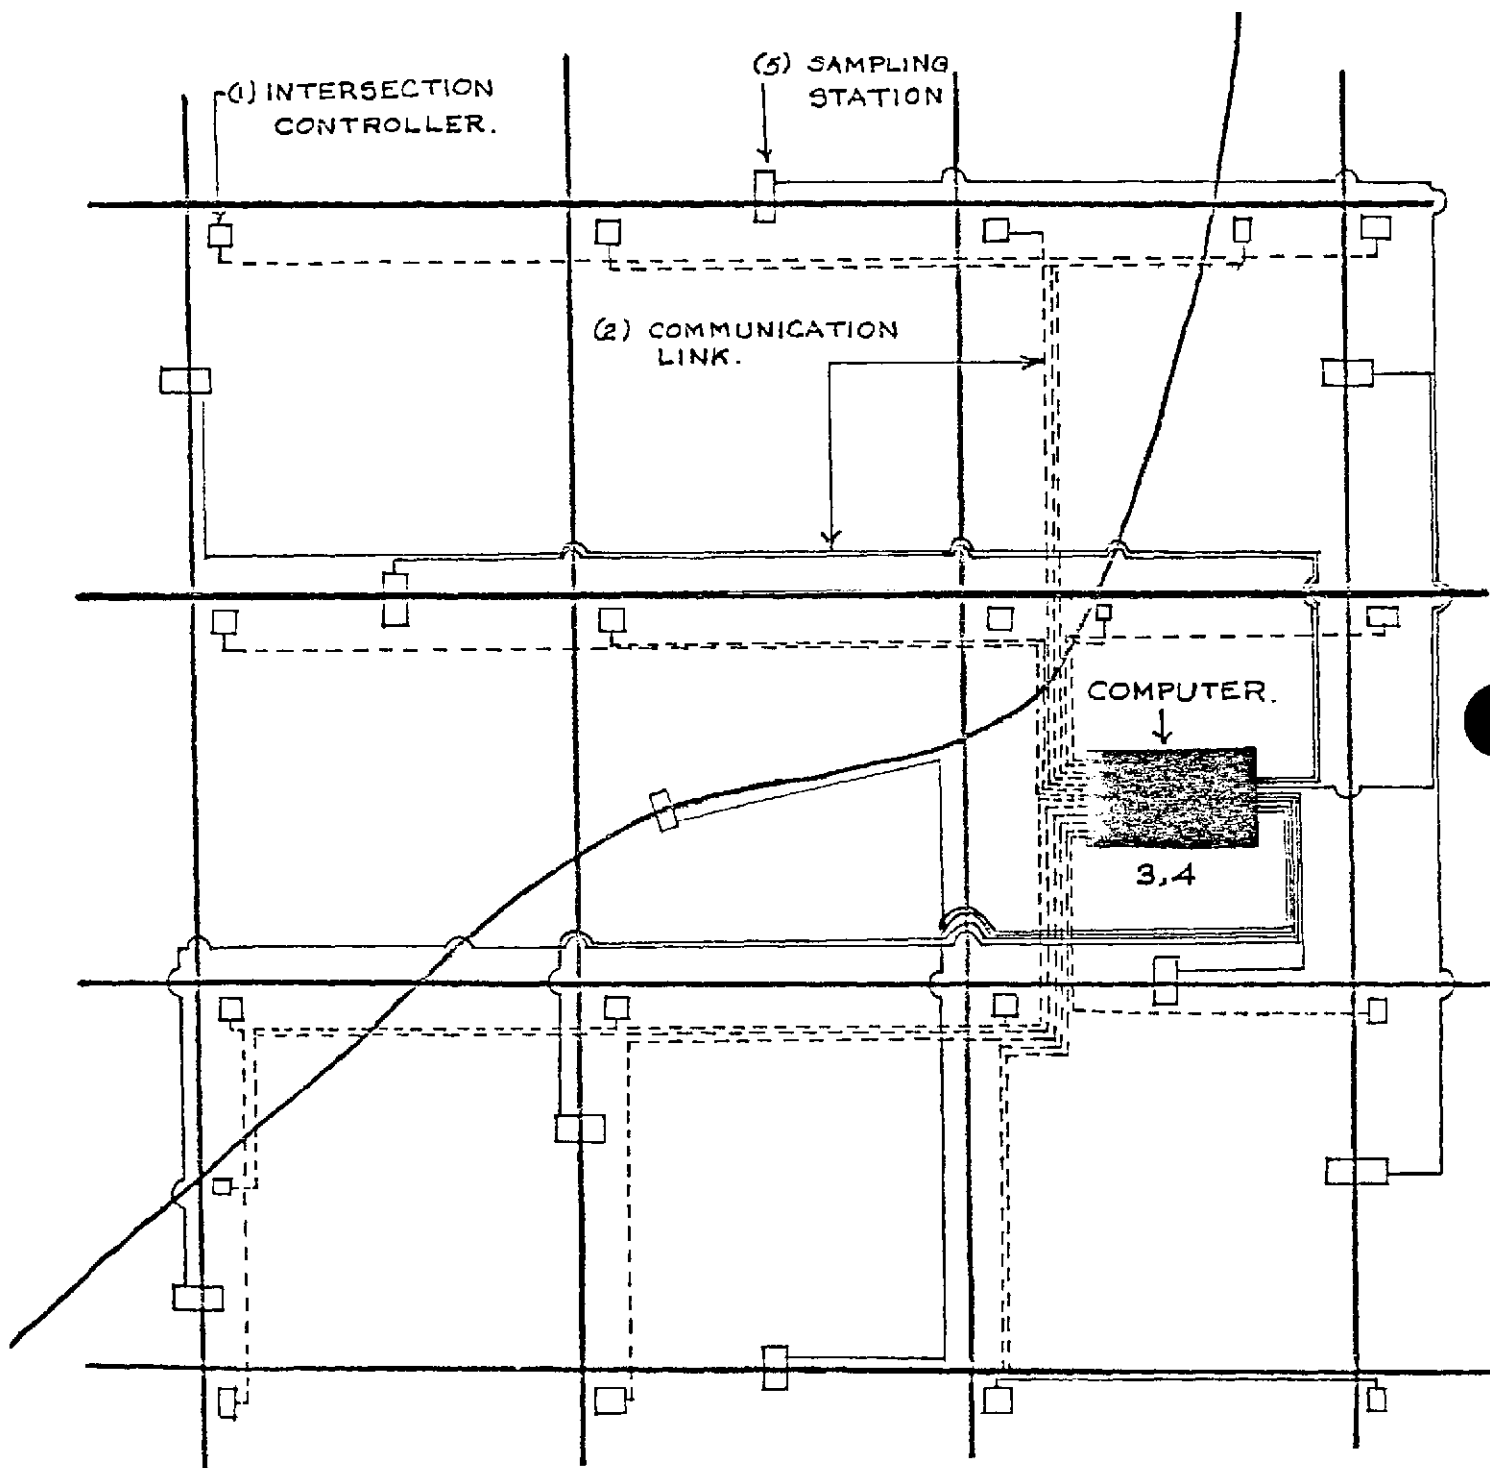 (1) INTERSECTION
CONTROLLER.
(5) SAMPLING
STATION
(2) COMMUNICATION
LINK.
COMPUTER.
3,4